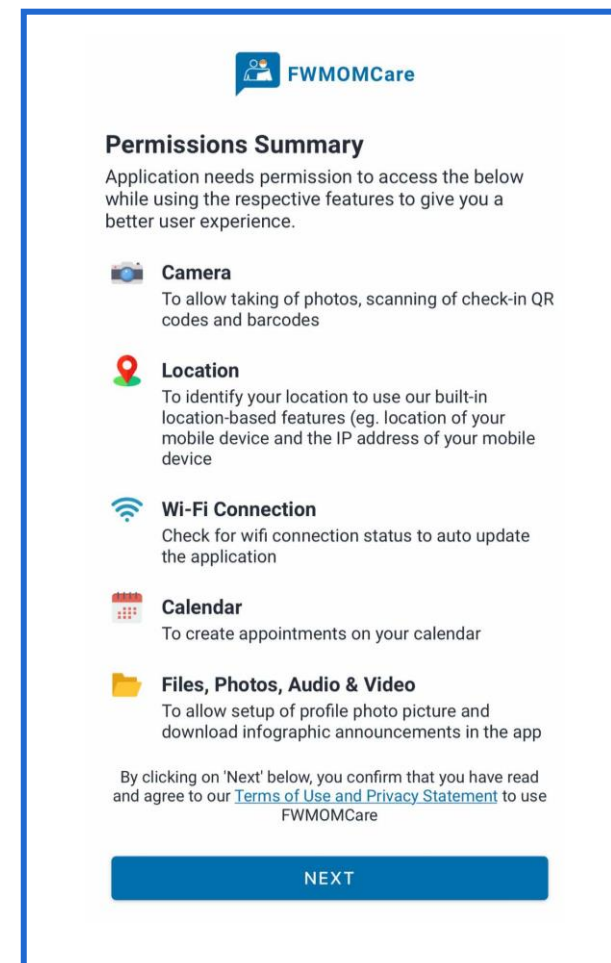 FWMOMCare
Permissions Summary
Application needs permission to access the below
while using the respective features to give you a
better user experience.
Camera
To allow taking of photos, scanning of check-in QR
codes and barcodes
Location
To identify your location to use our built-in
location-based features (eg. location of your
mobile device and the IP address of your mobile
device
Wi-Fi Connection
Check for wifi connection status to auto update
the application
Calendar
To create appointments on your calendar
Files, Photos, Audio & Video
To allow setup of profile photo picture and
download infographic announcements in the app
By clicking on 'Next' below, you confirm that you have read
and agree to our Terms of Use and Privacy Statement to use
FWMOMCare
NEXT